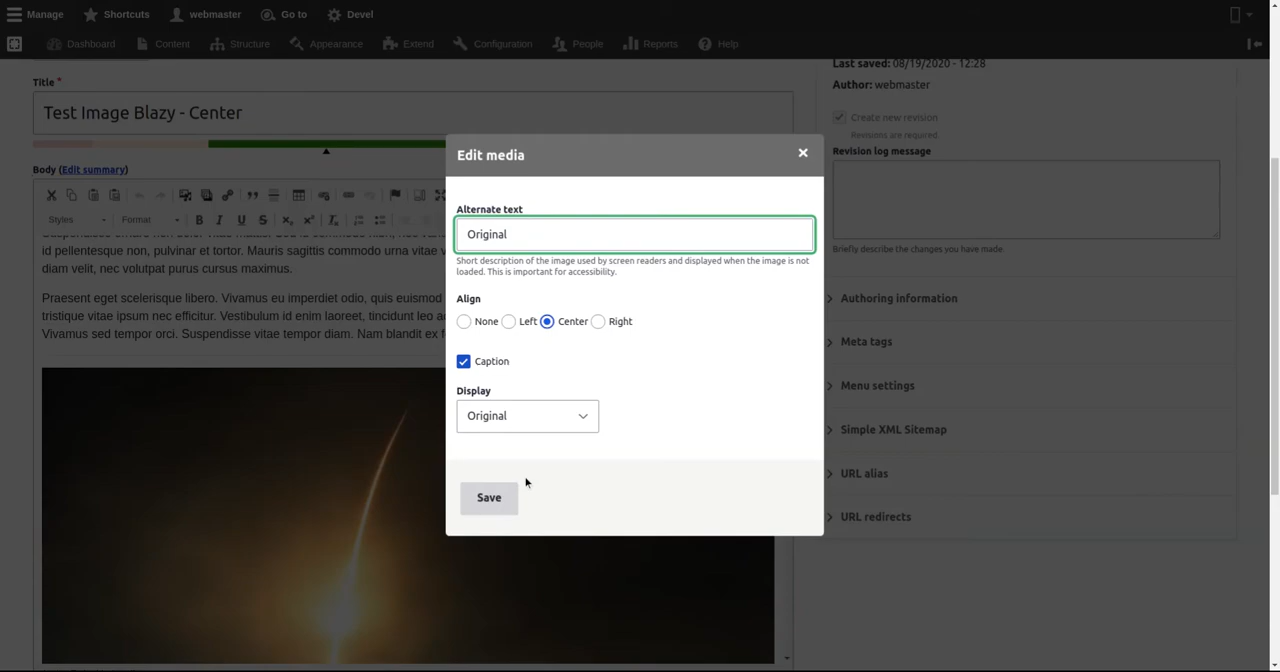 Manage Shortcuts webmaster Go to Devel
Dashboard Content Structure Appearance Extend Configuration People Reports Help
Title *
Test Image Blazy - Center
Body (Edit summary)
Styles Format B I U S x₂ x² Tx
id pellentesque non, pulvinar et tortor. Mauris sagittis commodo urna vitae v
diam velit, nec volutpat purus cursus maximus.
Praesent eget scelerisque libero. Vivamus eu imperdiet odio, quis euismod
tristique vitae ipsum nec efficitur. Vestibulum id enim laoreet, tincidunt leo ac
Vivamus sed tempor orci. Suspendisse vitae tempor diam. Nam blandit ex f
Edit media
Alternate text
Original
Short description of the image used by screen readers and displayed when the image is not
loaded. This is important for accessibility.
Align
None Left Center Right
Caption
Display
Original
Save
Last saved: 08/19/2020 - 12:28
Author: webmaster
Create new revision
Revisions are required.
Revision log message
Briefly describe the changes you have made.
Authoring information
Meta tags
Menu settings
Simple XML Sitemap
URL alias
URL redirects